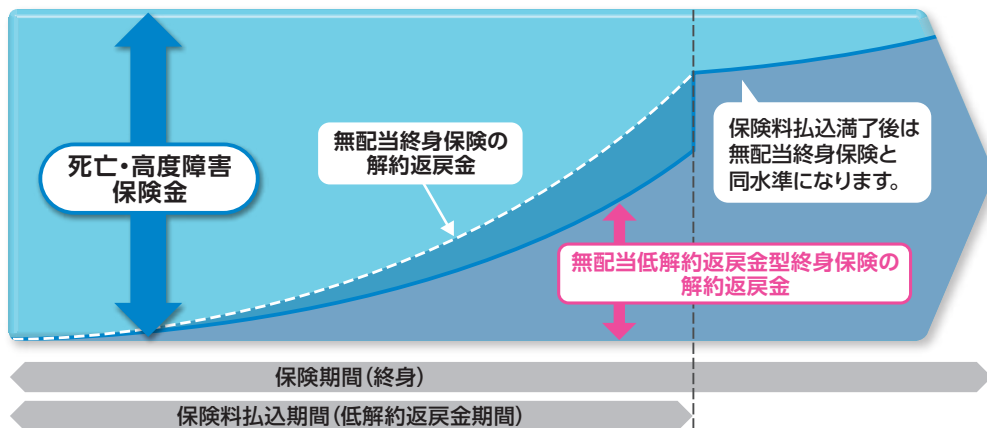 死亡・高度障害
保険金
無配当終身保険の
解約返戻金
保険料払込満了後は
無配当終身保険と
同水準になります。
無配当低解約返戻金型終身保険の
解約返戻金
保険期間(終身)
保険料払込期間(低解約返戻金期間)